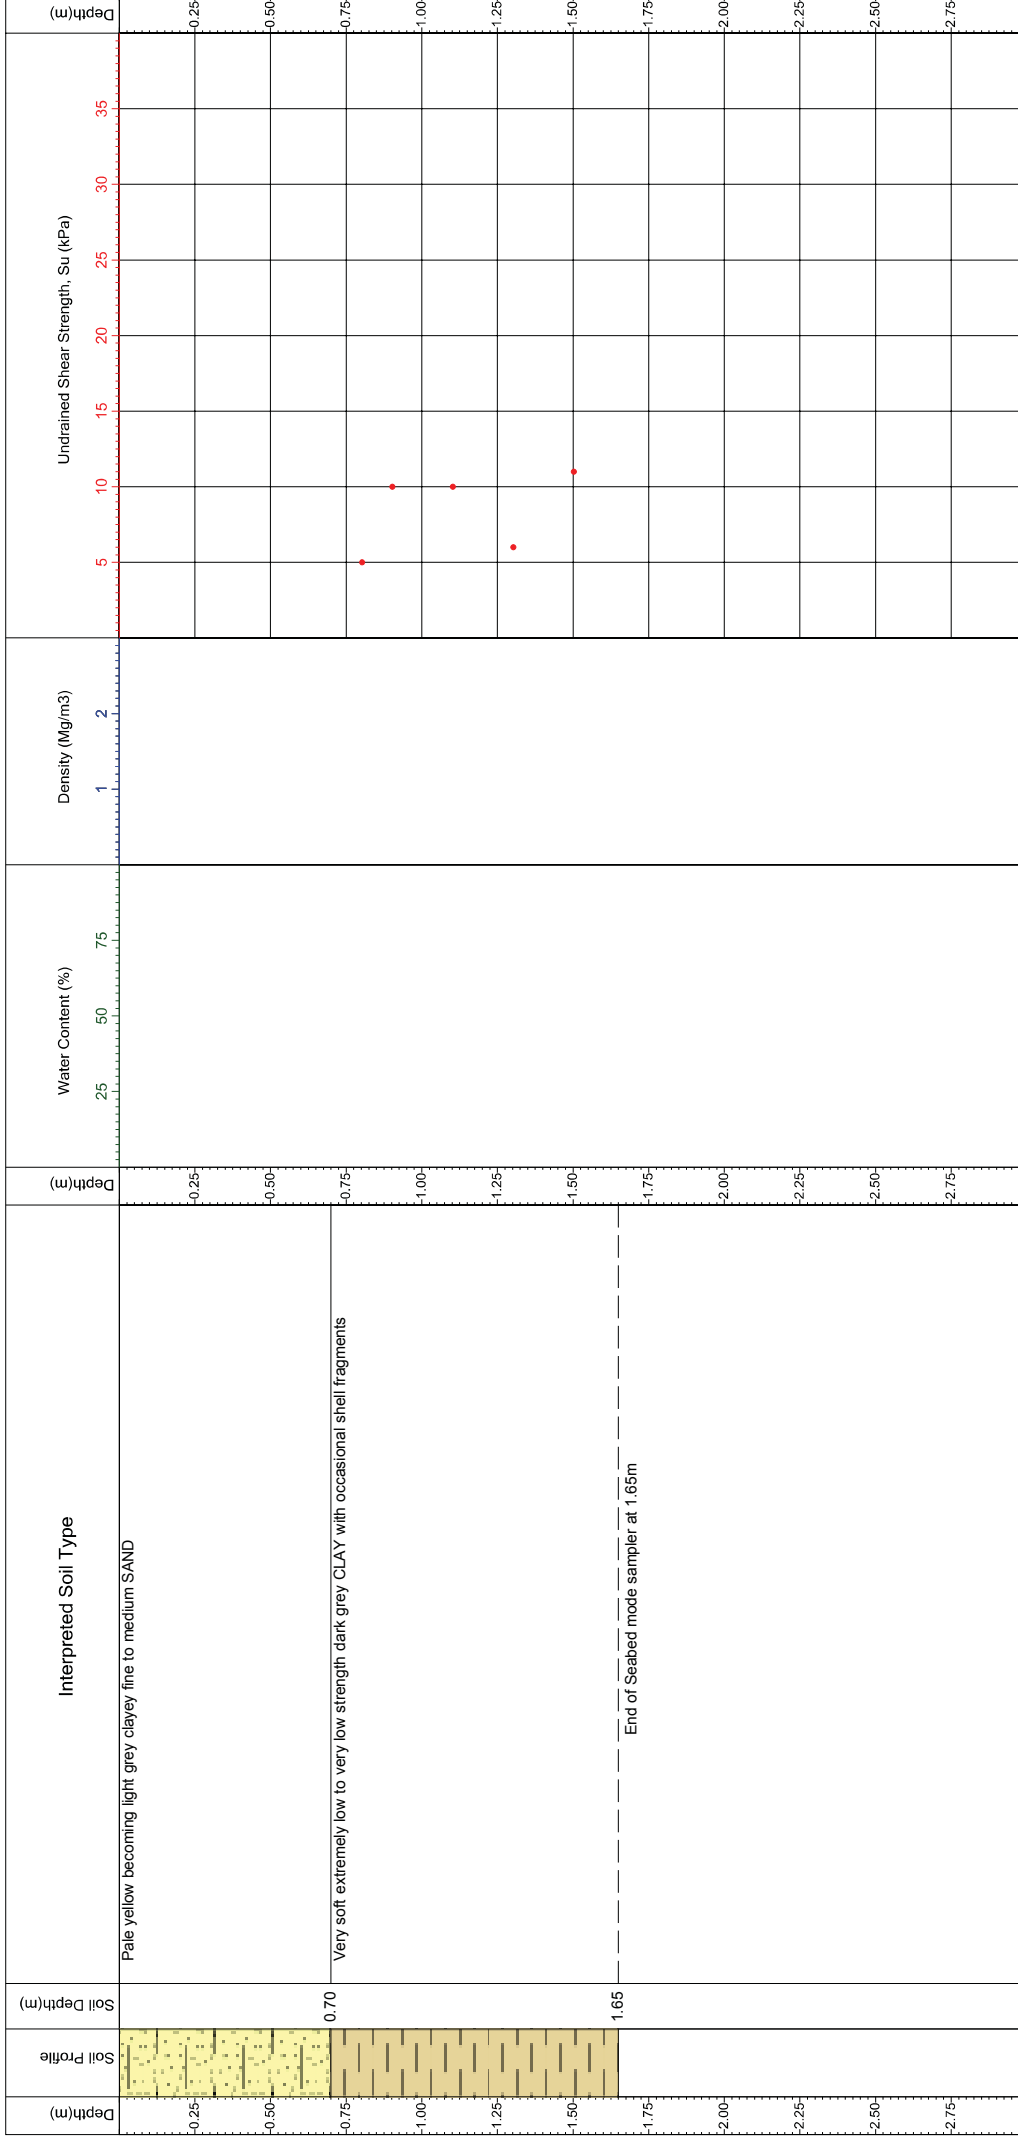 Depth(m)
Soil Profile
Soil Depth(m)
Interpreted Soil Type
Depth(m)
Water Content (%)
25 50 75
Density (Mg/m3)
1 2
Undrained Shear Strength, Su (kPa)
5 10 15 20 25 30 35
Depth(m)
Pale yellow becoming light grey clayey fine to medium SAND
0.25 0.25 0.25
0.50 0.50 0.50
0.70
Very soft extremely low to very low strength dark grey CLAY with occasional shell fragments
0.75 0.75 0.75
1.00 1.00 1.00
1.25 1.25 1.25
1.50 1.50 1.50
1.65
End of Seabed mode sampler at 1.65m
1.75 1.75 1.75
2.00 2.00 2.00
2.25 2.25 2.25
2.50 2.50 2.50
2.75 2.75 2.75